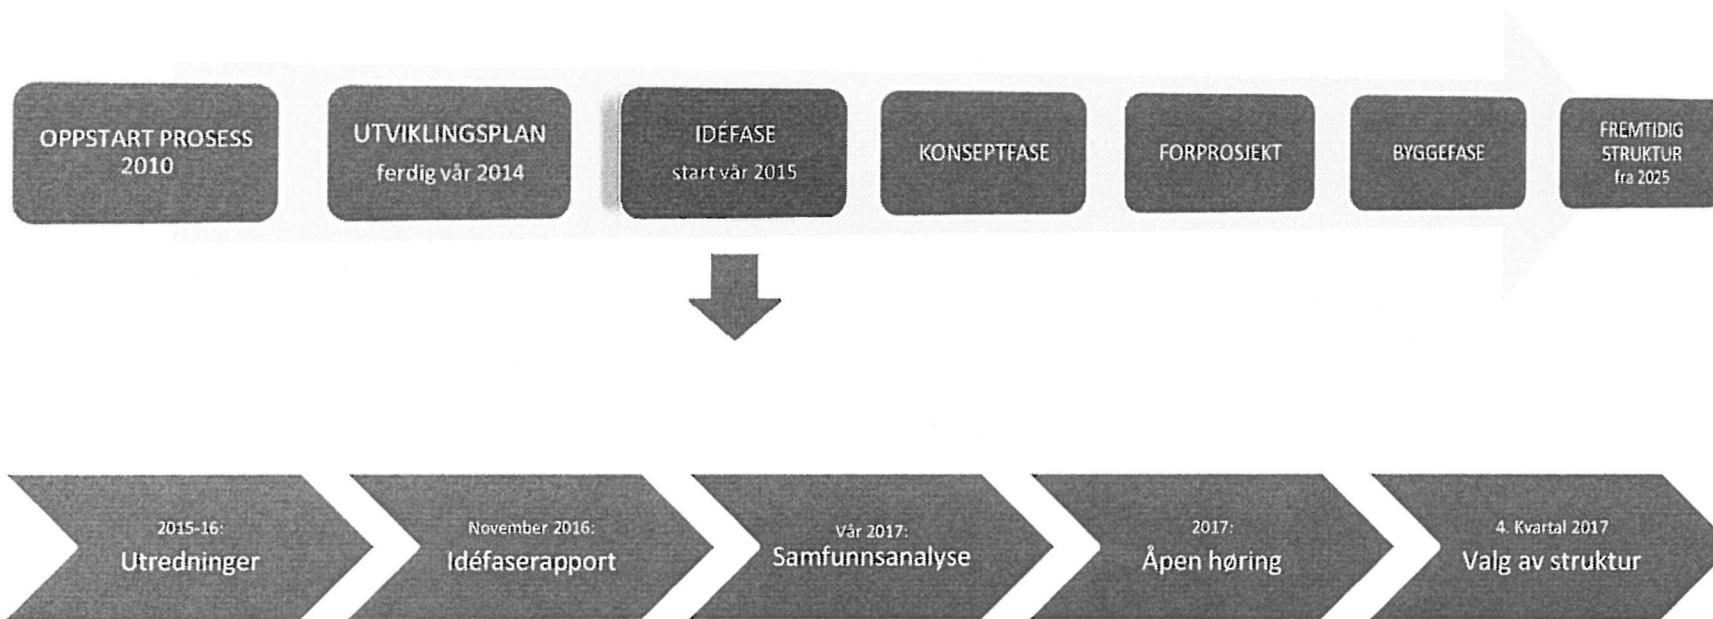 OPPSTART PROSESS
2010
UTVIKLINGSPLAN
ferdig vår 2014
IDÉFASE
start vår 2015
KONSEPTFASE
FORPROSJEKT
BYGGEFASE
FREMTIDIG
STRUKTUR
fra 2025
2015-16:
Utredninger
November 2016:
Idéfaserapport
Vår 2017:
Samfunnsanalyse
2017:
Åpen høring
4. Kvartal 2017
Valg av struktur